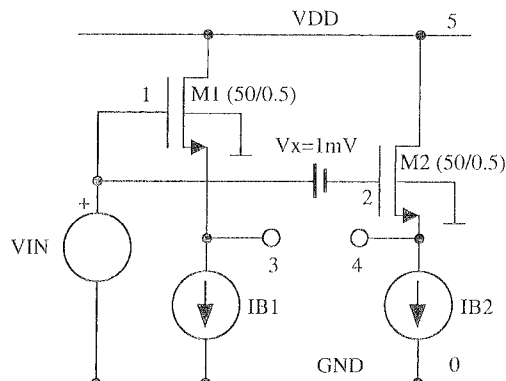 VDD 5
1 M1 (50/0.5)
Vx=1mV
M2 (50/0.5)
2
+
VIN
3 4
IB1 IB2
GND 0